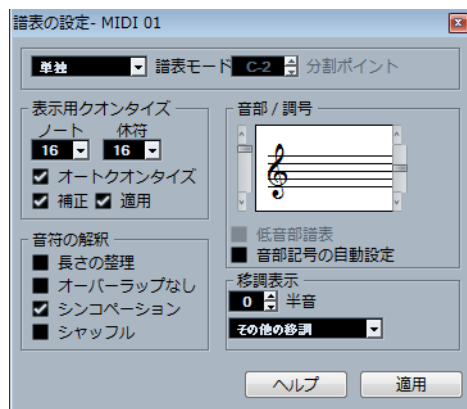 譜表の設定- MIDI 01
単独 譜表モード C-2 分割ポイント
表示用クオンタイズ
ノート 休符
16 16
オートクオンタイズ
補正 適用
音符の解釈
長さの整理
オーバーラップなし
シンコペーション
シャッフル
音部 / 調号
低音部譜表
音部記号の自動設定
移調表示
0 半音
その他の移調
ヘルプ 適用